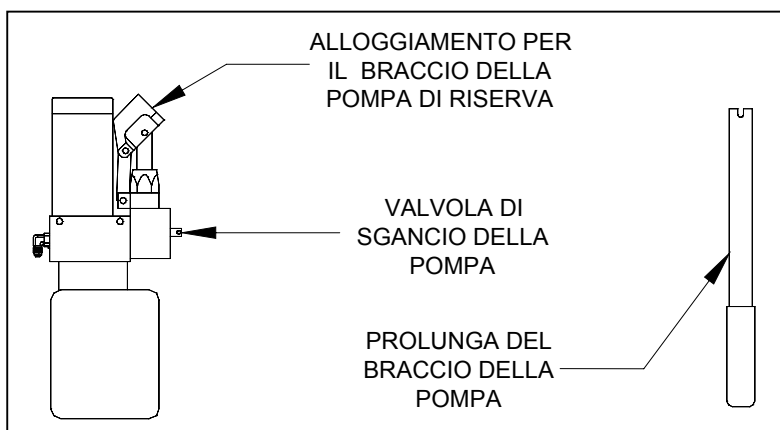 ALLOGGIAMENTO PER
IL BRACCIO DELLA
POMPA DI RISERVA
VALVOLA DI
SGANCIO DELLA
POMPA
PROLUNGA DEL
BRACCIO DELLA
POMPA